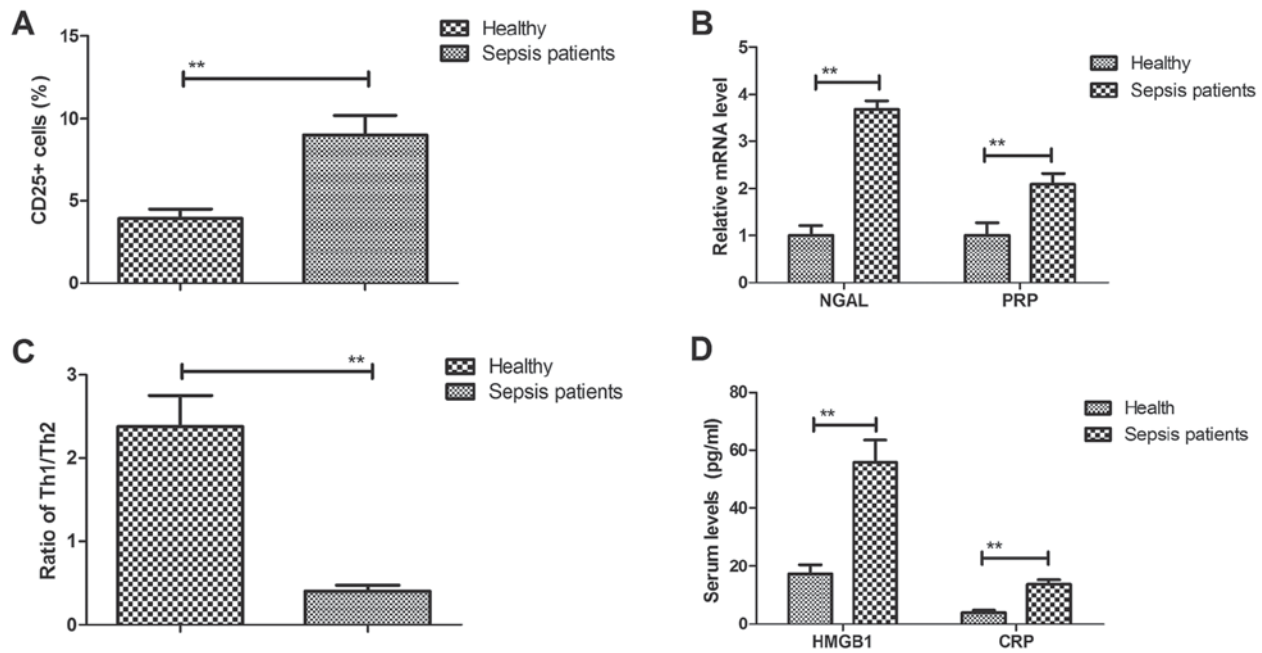 A
15
10
5
0
CD25+ cells (%)
**
Healthy
Sepsis patients
B
5
4
3
2
1
0
Relative mRNA level
**
**
NGAL
PRP
Healthy
Sepsis patients
C
3
2
1
0
Ratio of Th1/Th2
**
Healthy
Sepsis patients
D
80
60
40
20
0
Serum levels (pg/ml)
**
**
HMGB1
CRP
Health
Sepsis patients